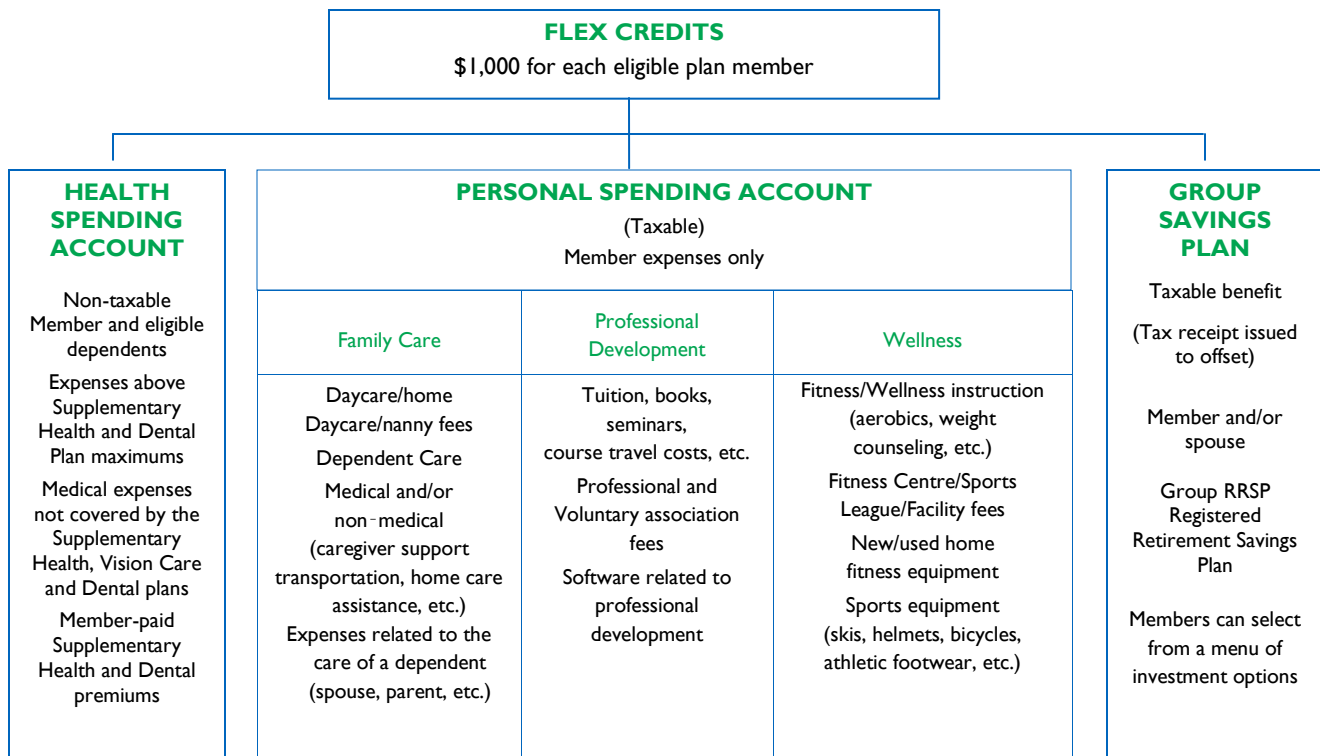 FLEX CREDITS
$1,000 for each eligible plan member
HEALTH
SPENDING
ACCOUNT
Non-taxable
Member and eligible
dependents
Expenses above
Supplementary
Health and Dental
Plan maximums
Medical expenses
not covered by the
Supplementary
Health, Vision Care
and Dental plans
Member-paid
Supplementary
Health and Dental
premiums
PERSONAL SPENDING ACCOUNT
(Taxable)
Member expenses only
Family Care
Daycare/home
Daycare/nanny fees
Dependent Care
Medical and/or
non-medical
(caregiver support
transportation, home care
assistance, etc.)
Expenses related to the
care of a dependent
(spouse, parent, etc.)
Professional
Development
Tuition, books,
seminars,
course travel costs, etc.
Professional and
Voluntary association
fees
Software related to
professional
development
Wellness
Fitness/Wellness instruction
(aerobics, weight
counseling, etc.)
Fitness Centre/Sports
League/Facility fees
New/used home
fitness equipment
Sports equipment
(skis, helmets, bicycles,
athletic footwear, etc.)
GROUP
SAVINGS
PLAN
Taxable benefit
(Tax receipt issued
to offset)
Member and/or
spouse
Group RRSP
Registered
Retirement Savings
Plan
Members can select
from a menu of
investment options